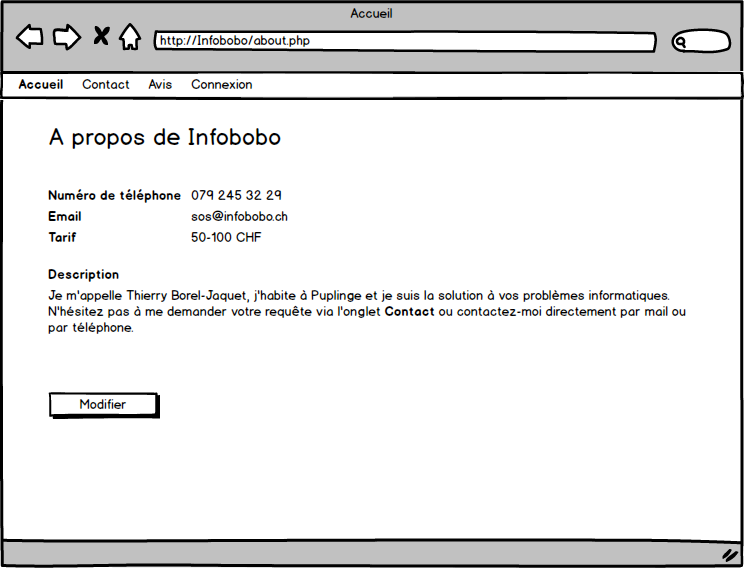 Accueil
http://Infobobo/about.php
Accueil Contact Avis Connexion
A propos de Infobobo
Numéro de téléphone 079 245 32 29
Email sos@infobobo.ch
Tarif 50-100 CHF
Description
Je m'appelle Thierry Borel-Jaquet, j'habite à Puplinge et je suis la solution à vos problèmes informatiques.
N'hésitez pas à me demander votre requête via l'onglet Contact ou contactez-moi directement par mail ou
par téléphone.
Modifier